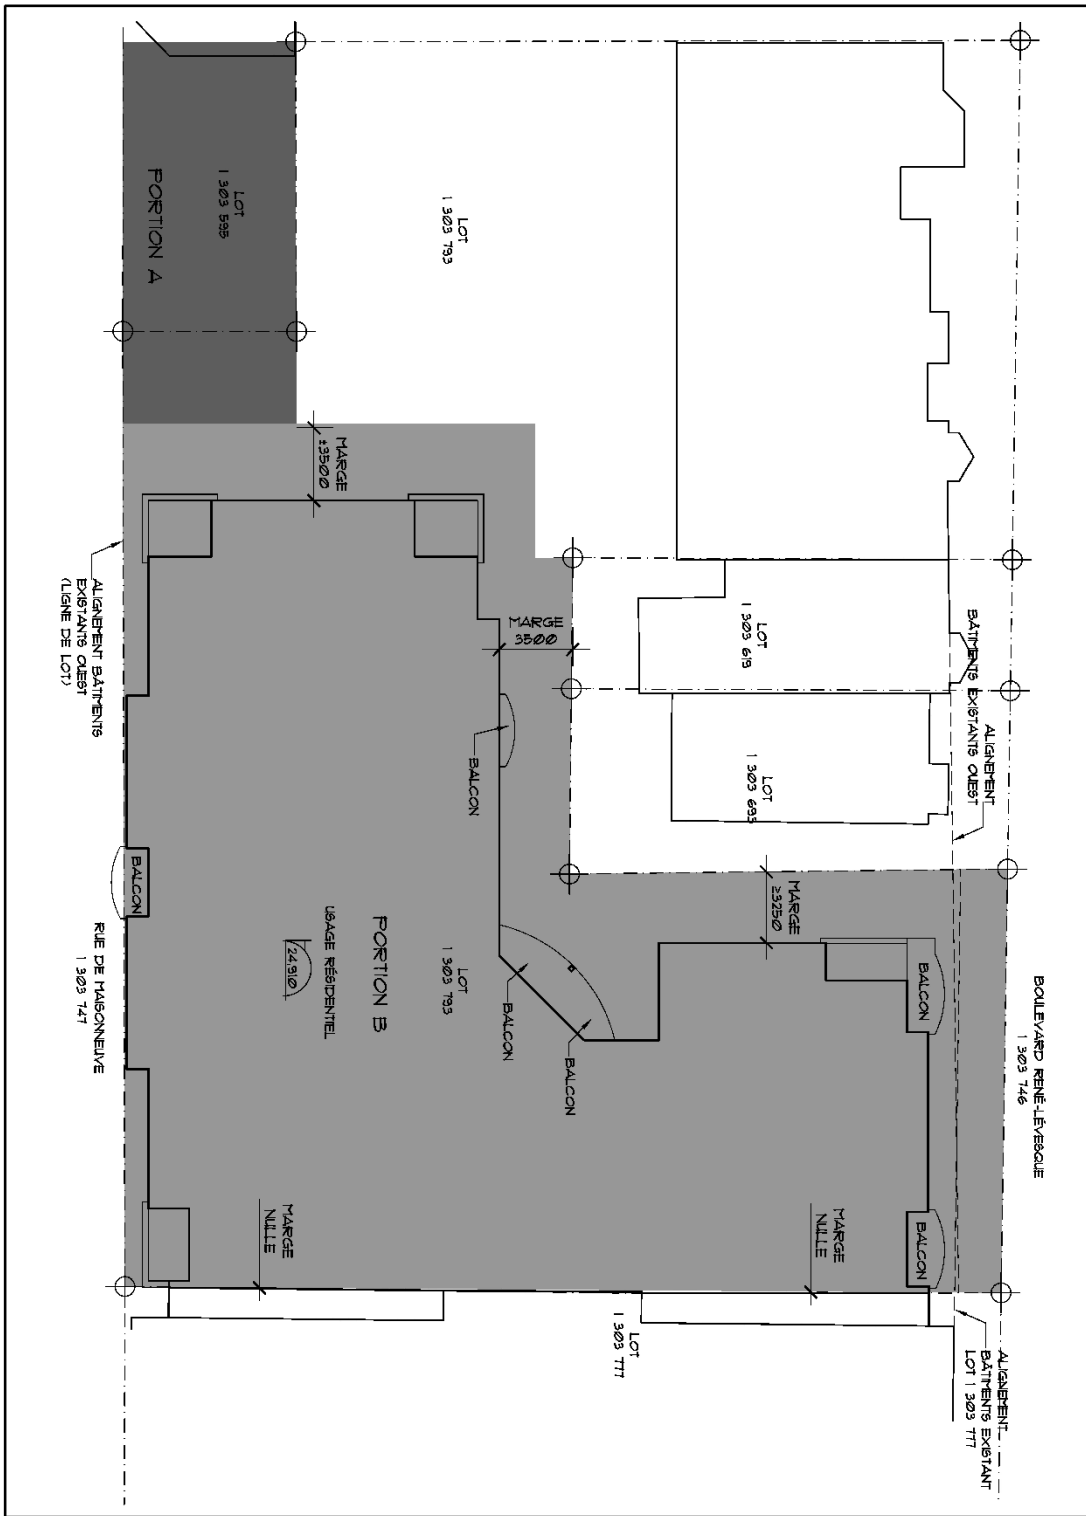 LOT
1 303 595
PORTION A
LOT
1 303 793
MARGE
±3500
ALIGNEMENT BÂTIMENTS
EXISTANTS OUEST
(LIGNE DE LOT)
MARGE
3500
LOT
1 303 619
BÂTIMENTS EXISTANTS OUEST
ALIGNEMENT
LOT
1 303 693
BALCON
BALCON
MARGE
≥3250
RUE DE MAISONNEUVE
1 303 747
USAGE RÉSIDENTIEL
24,910
PORTION B
LOT
1 303 793
BALCON
BALCON
BALCON
BOULEVARD RENÉ-LÉVESQUE
1 303 746
MARGE
NULLE
MARGE
NULLE
BALCON
LOT
1 303 777
ALIGNEMENT
BÂTIMENTS EXISTANT
LOT 1 303 777